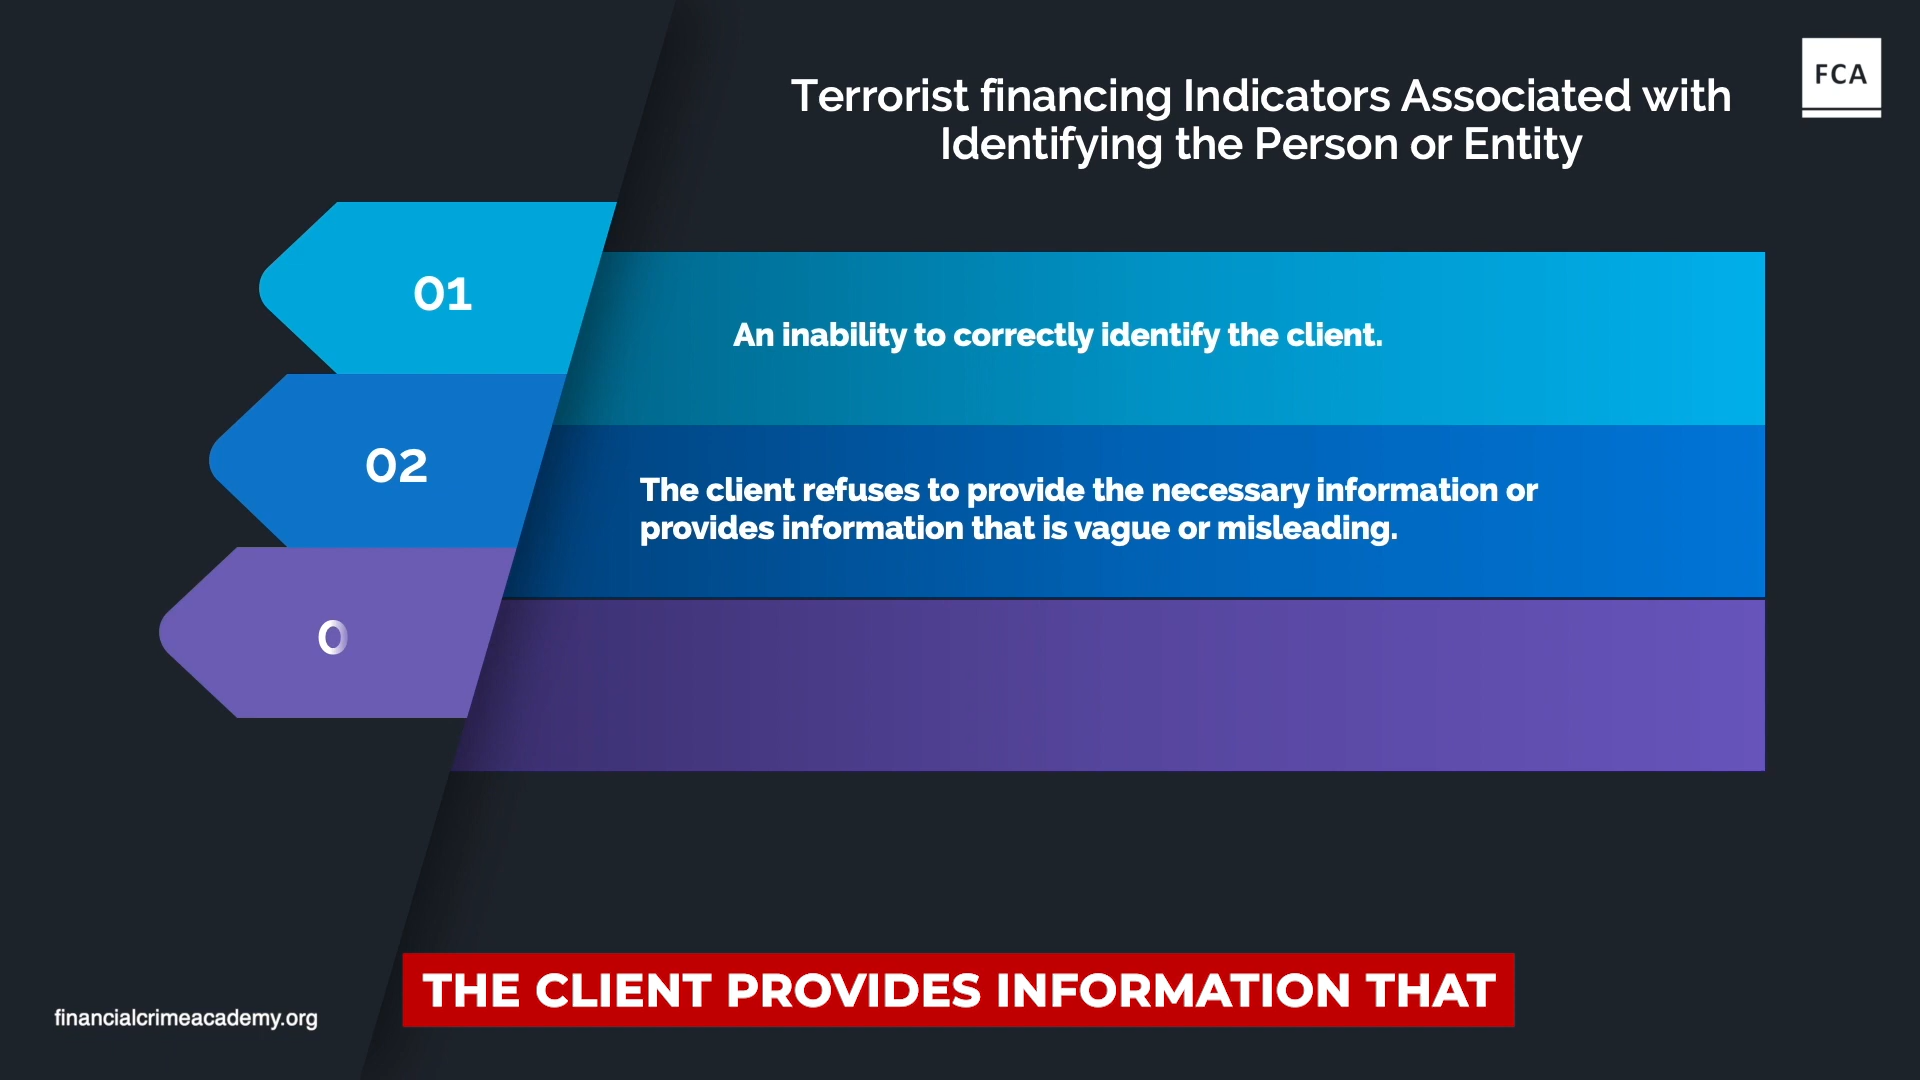 FCA
Terrorist financing Indicators Associated with
Identifying the Person or Entity
01
An inability to correctly identify the client.
02
The client refuses to provide the necessary information or
provides information that is vague or misleading.
0
THE CLIENT PROVIDES INFORMATION THAT
financialcrimeacademy.org